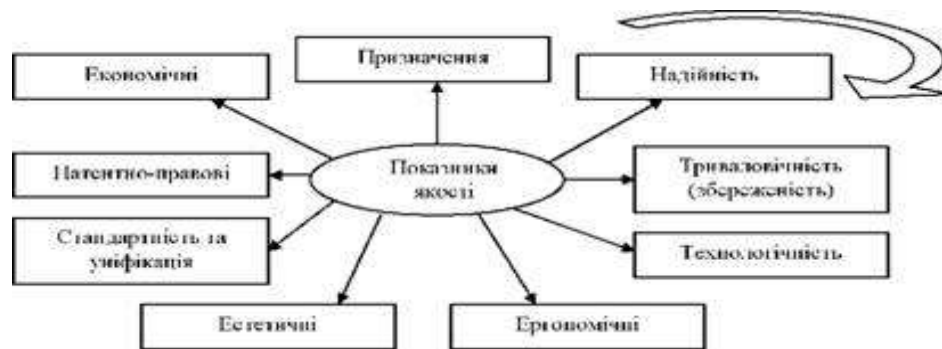 Призначення
Економічні
Надійність
Показники
якості
Патентно-правові
Триваловічність
(збереженість)
Стандартність та
уніфікація
Технологічність
Естетичні
Ергономічні